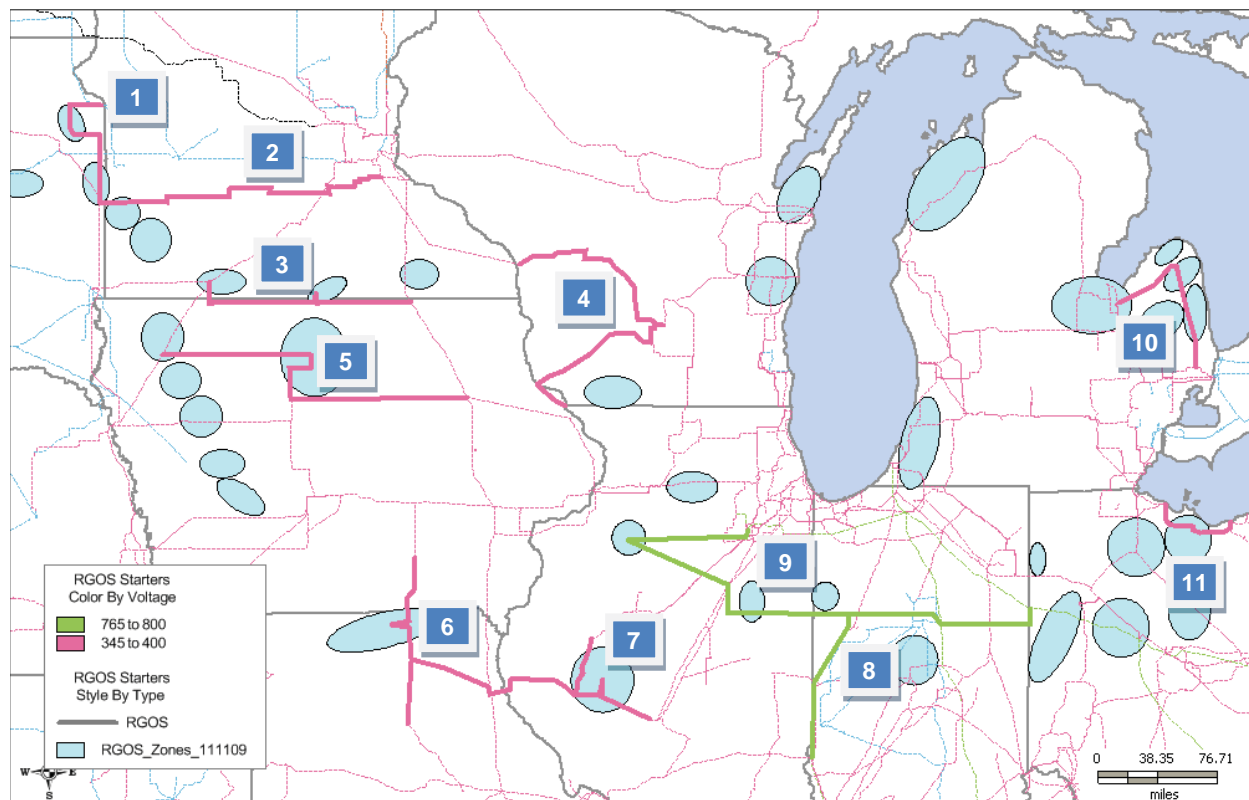 1
2
3
4
5
6
7
8
9
10
11
RGOS Starters
Color By Voltage
765 to 800
345 to 400
RGOS Starters
Style By Type
RGOS
RGOS_Zones_111109
W E
S
0 38.35 76.71
miles